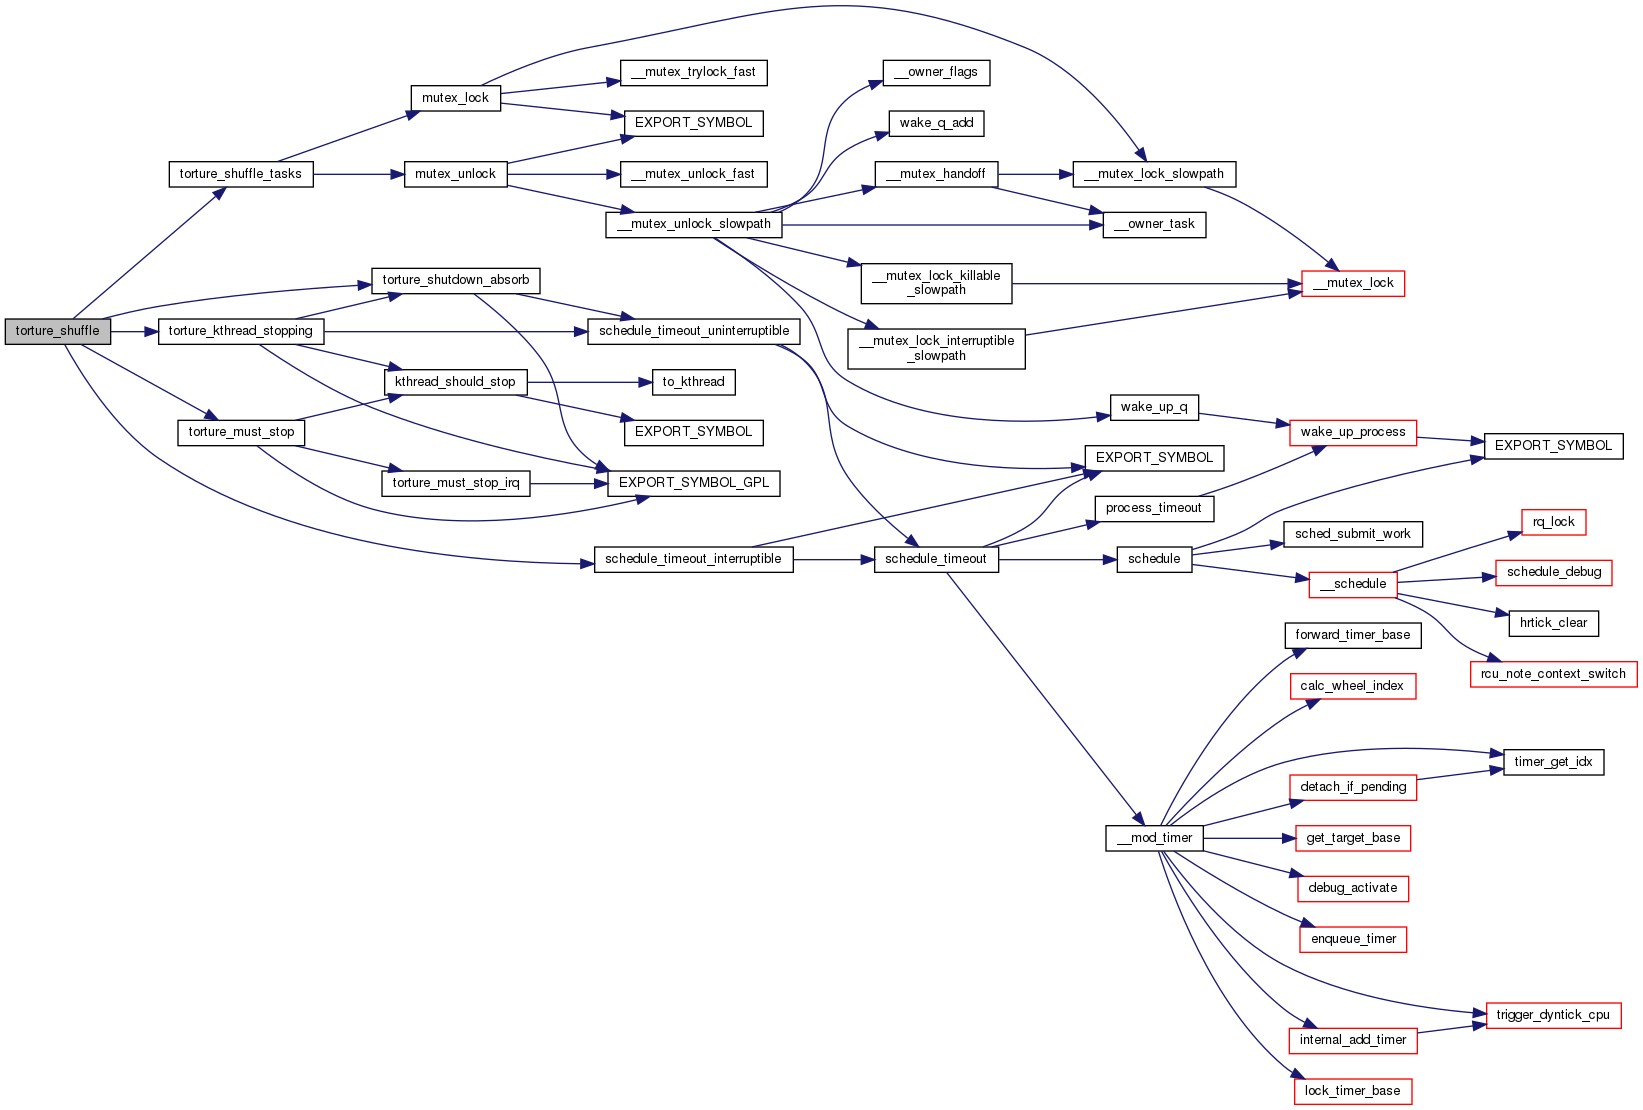 torture_shuffle
torture_shuffle_tasks
torture_kthread_stopping
torture_must_stop
mutex_lock
mutex_unlock
torture_shutdown_absorb
kthread_should_stop
torture_must_stop_irq
__mutex_trylock_fast
EXPORT_SYMBOL
__mutex_unlock_fast
__mutex_unlock_slowpath
schedule_timeout_uninterruptible
to_kthread
EXPORT_SYMBOL
EXPORT_SYMBOL_GPL
schedule_timeout_interruptible
__owner_flags
wake_q_add
__mutex_handoff
__mutex_lock_killable
_slowpath
__mutex_lock_interruptible
_slowpath
schedule_timeout
__mutex_lock_slowpath
__owner_task
wake_up_q
EXPORT_SYMBOL
process_timeout
schedule
__mod_timer
__mutex_lock
wake_up_process
sched_submit_work
__schedule
forward_timer_base
calc_wheel_index
detach_if_pending
get_target_base
debug_activate
enqueue_timer
internal_add_timer
lock_timer_base
EXPORT_SYMBOL
rq_lock
schedule_debug
hrtick_clear
rcu_note_context_switch
timer_get_idx
trigger_dyntick_cpu